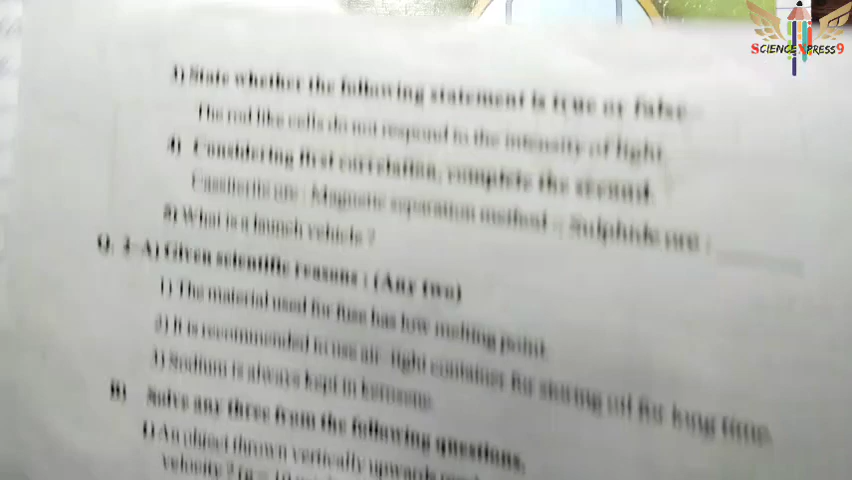 SCIENCEXPRESS9
3) State whether the following statement is true or false
The rod like cells do not respond to the intensity of light
4) Considering first correlation, complete the second.
Cassiterite ore : Magnetic separation method :: Sulphide ore : ______
5) What is a launch vehicle ?
Q. 2 A) Given scientific reasons : (Any two)
1) The material used for fuse has low melting point.
2) It is recommended to use air- tight container for storing oil for long time.
3) Sodium is always kept in kerosene.
B) Solve any three from the following questions.
1) An object thrown vertically upwards
velocity ? (g = 10